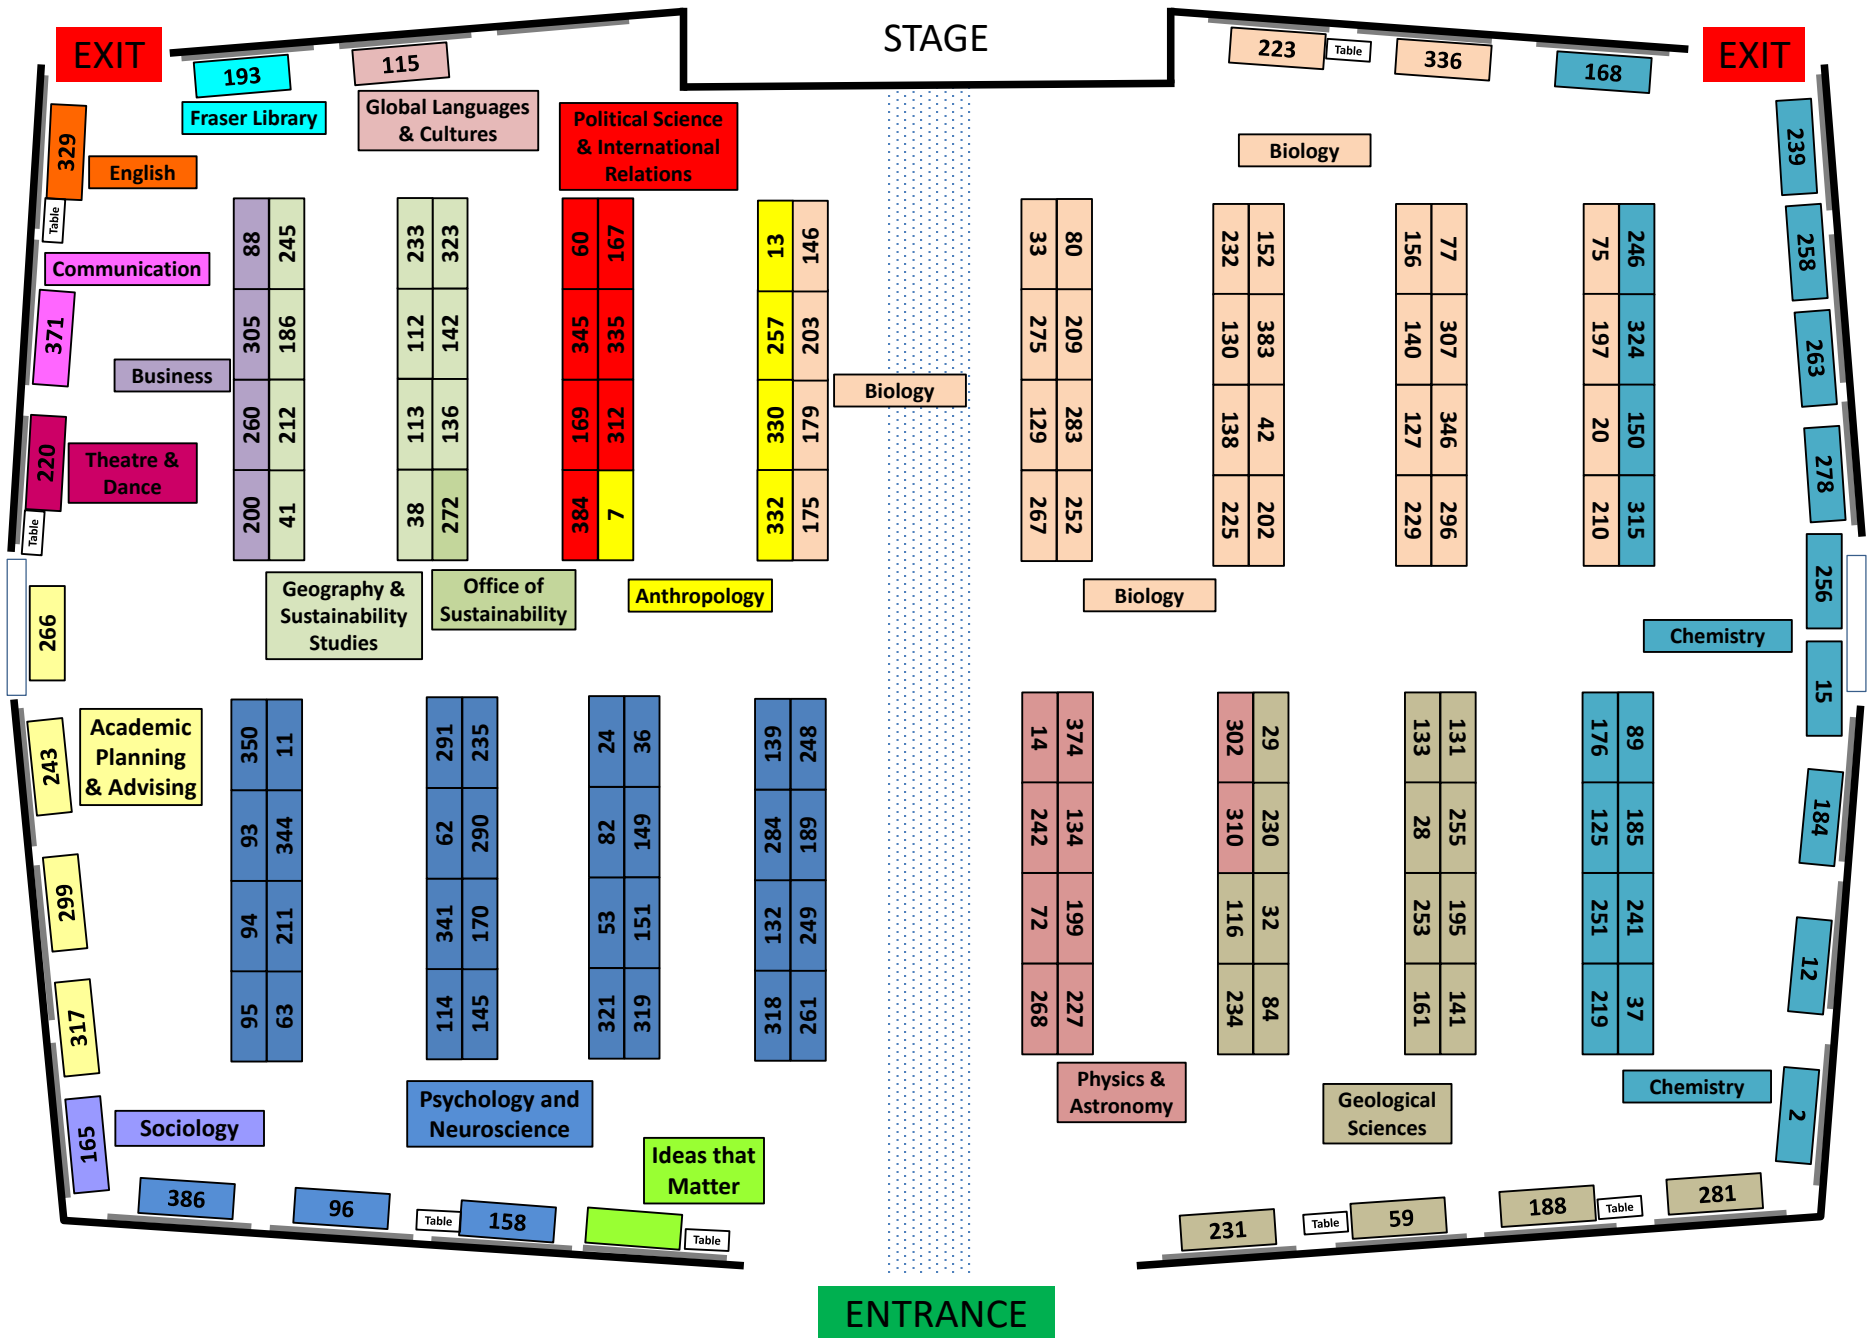 STAGE
EXIT
EXIT
193
115
223
Table
336
168
Fraser Library
Global Languages
& Cultures
Political Science
& International
Relations
Biology
329
English
Table
Communication
371
Business
220
Theatre &
Dance
Table
239
258
263
278
88 245
305 186
260 212
200 41
233 323
112 142
113 136
38 272
60 167
345 335
169 312
384 7
13 146
257 203
330 179
332 175
Biology
33 80
275 209
129 283
267 252
232 152
130 383
138 42
225 202
156 77
140 307
127 346
229 296
75 246
197 324
20 150
210 315
Geography &
Sustainability
Studies
Office of
Sustainability
Anthropology
Biology
Chemistry
256
15
266
243
Academic
Planning
& Advising
299
317
165
184
12
2
350 11
93 344
94 211
95 63
291 235
62 290
341 170
114 145
24 36
82 149
53 151
321 319
139 248
284 189
132 249
318 261
14 374
242 134
72 199
268 227
302 29
310 230
116 32
234 84
133 131
28 255
253 195
161 141
176 89
125 185
251 241
219 37
Sociology
Psychology and
Neuroscience
Ideas that
Matter
Physics &
Astronomy
Geological
Sciences
Chemistry
386
96
Table
158
Table
231
Table
59
188
Table
281
ENTRANCE